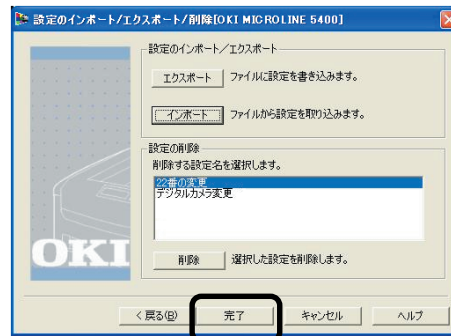 設定のインポート/エクスポート/削除[OKI MICROLINE 5400]
設定のインポート／エクスポート
エクスポート ファイルに設定を書き込みます。
インポート ファイルから設定を取り込みます。
設定の削除
削除する設定名を選択します。
22番の変更
デジタルカメラ変更
OKI
削除 選択した設定を削除します。
< 戻る(B) 完了 キャンセル ヘルプ